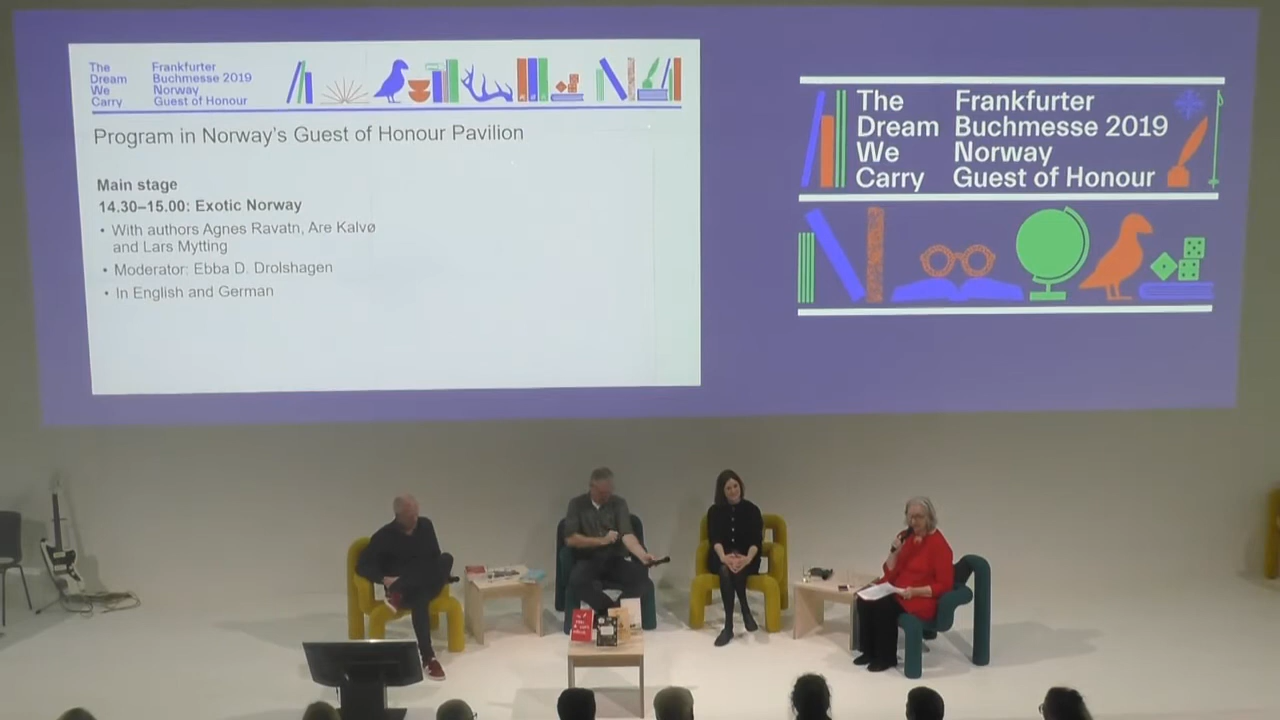 The
Dream
We
Carry
Frankfurter
Buchmesse 2019
Norway
Guest of Honour
Program in Norway's Guest of Honour Pavilion
Main stage
14.30–15.00: Exotic Norway
• With authors Agnes Ravatn, Are Kalvø
and Lars Mytting
• Moderator: Ebba D. Drolshagen
• In English and German
The
Dream
We
Carry
Frankfurter
Buchmesse 2019
Norway
Guest of Honour